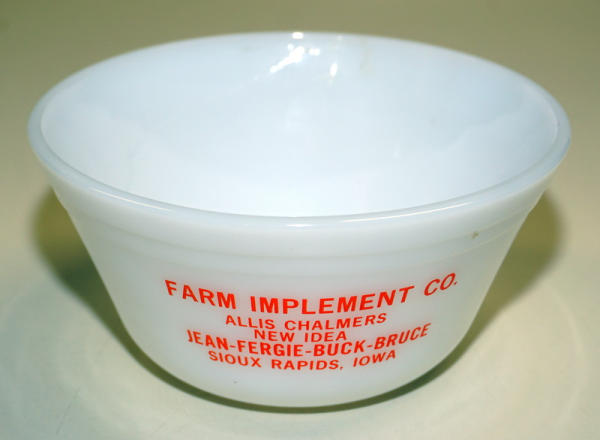 FARM IMPLEMENT CO.
ALLIS CHALMERS
NEW IDEA
JEAN-FERGIE-BUCK-BRUCE
SIOUX RAPIDS, IOWA